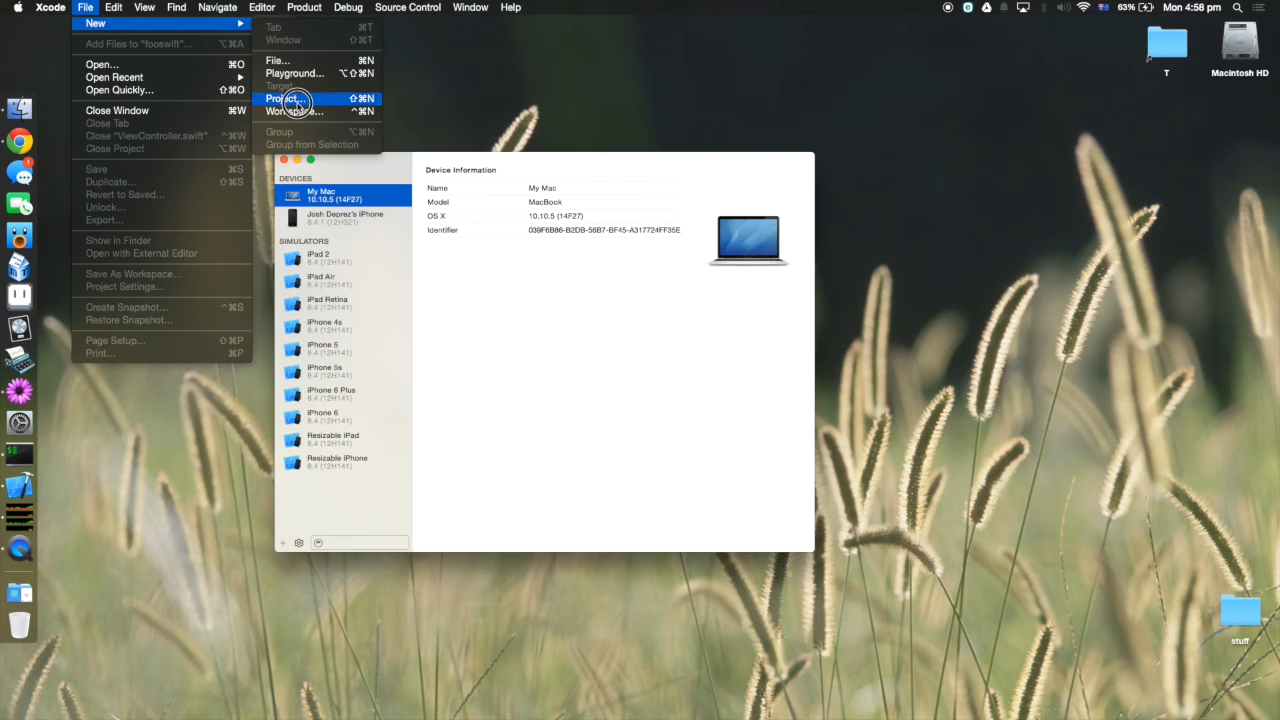 Xcode File Edit View Find Navigate Editor Product Debug Source Control Window Help
63% Mon 4:58 pm
New
Add Files to “fooswift”... ⌥⌘A
Open... ⌘O
Open Recent
Open Quickly... ⇧⌘O
Close Window ⌘W
Close Tab
Close “ViewController.swift” ^⌘W
Close Project ⌥⌘W
Save ⌘S
Duplicate... ⇧⌘S
Revert to Saved...
Unlock...
Export...
Show in Finder
Open with External Editor
Save As Workspace...
Project Settings...
Create Snapshot... ^⌘S
Restore Snapshot...
Page Setup... ⇧⌘P
Print... ⌘P
Tab ⌘T
Window ⇧⌘T
File... ⌘N
Playground... ⌥⇧⌘N
Target...
Project... ⇧⌘N
Workspace... ^⌘N
Group ⌥⌘N
Group from Selection
DEVICES
My Mac
10.10.5 (14F27)
Josh Deprez's iPhone
8.4.1 (12H321)
SIMULATORS
iPad 2
8.4 (12H141)
iPad Air
8.4 (12H141)
iPad Retina
8.4 (12H141)
iPhone 4s
8.4 (12H141)
iPhone 5
8.4 (12H141)
iPhone 5s
8.4 (12H141)
iPhone 6 Plus
8.4 (12H141)
iPhone 6
8.4 (12H141)
Resizable iPad
8.4 (12H141)
Resizable iPhone
8.4 (12H141)
Device Information
Name My Mac
Model MacBook
OS X 10.10.5 (14F27)
Identifier 039F6B86-B2DB-56B7-BF45-A317724FF35E
T
Macintosh HD
stuff
1